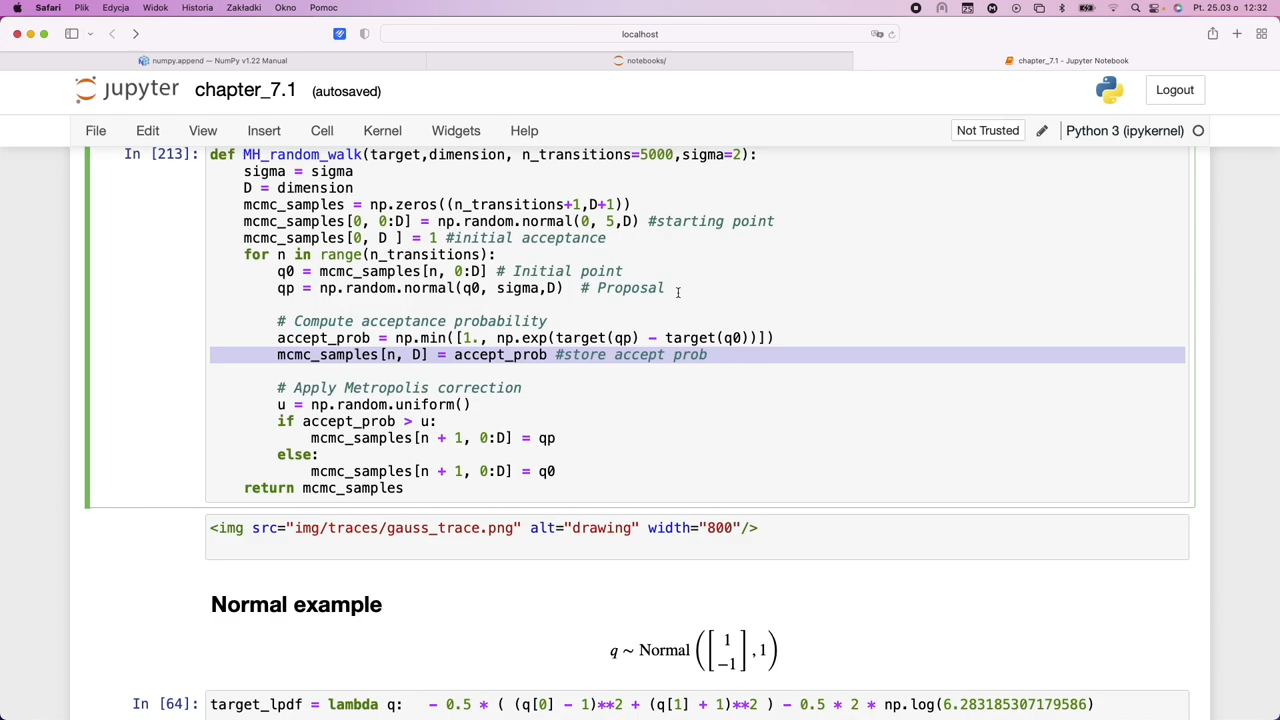 Safari Plik Edycja Widok Historia Zakładki Okno Pomoc Pt. 25.03 o 12:32
localhost
numpy.append — NumPy v1.22 Manual notebooks/ chapter_7.1 - Jupyter Notebook
jupyter chapter_7.1 (autosaved) Logout
File Edit View Insert Cell Kernel Widgets Help Not Trusted Python 3 (ipykernel)
In [213]: def MH_random_walk(target,dimension, n_transitions=5000,sigma=2):
sigma = sigma
D = dimension
mcmc_samples = np.zeros((n_transitions+1,D+1))
mcmc_samples[0, 0:D] = np.random.normal(0, 5,D) #starting point
mcmc_samples[0, D ] = 1 #initial acceptance
for n in range(n_transitions):
q0 = mcmc_samples[n, 0:D] # Initial point
qp = np.random.normal(q0, sigma,D) # Proposal
# Compute acceptance probability
accept_prob = np.min([1., np.exp(target(qp) - target(q0))])
mcmc_samples[n, D] = accept_prob #store accept prob
# Apply Metropolis correction
u = np.random.uniform()
if accept_prob > u:
mcmc_samples[n + 1, 0:D] = qp
else:
mcmc_samples[n + 1, 0:D] = q0
return mcmc_samples
<img src="img/traces/gauss_trace.png" alt="drawing" width="800"/>
Normal example
q ~ Normal ([1 -1], 1)
In [64]: target_lpdf = lambda q: - 0.5 * ( (q[0] - 1)**2 + (q[1] + 1)**2 ) - 0.5 * 2 * np.log(6.283185307179586)